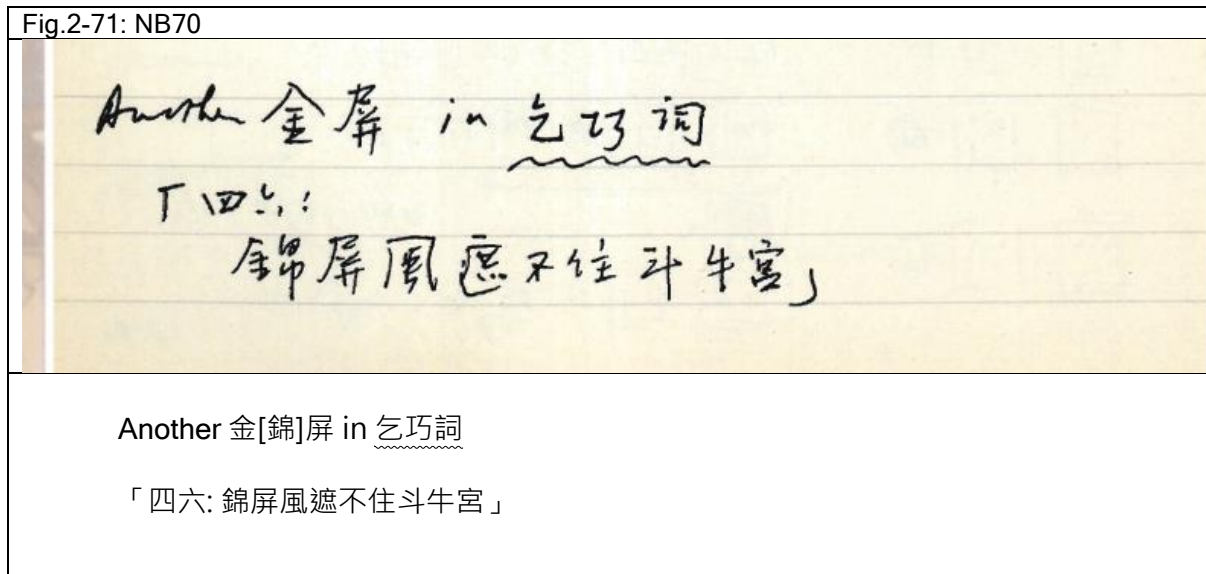 Fig.2-71: NB70
Another 金屏 in 乞巧詞
「四六:
錦屏風遮不住斗牛宮」
Another 金[錦]屏 in 乞巧詞
「四六: 錦屏風遮不住斗牛宮」